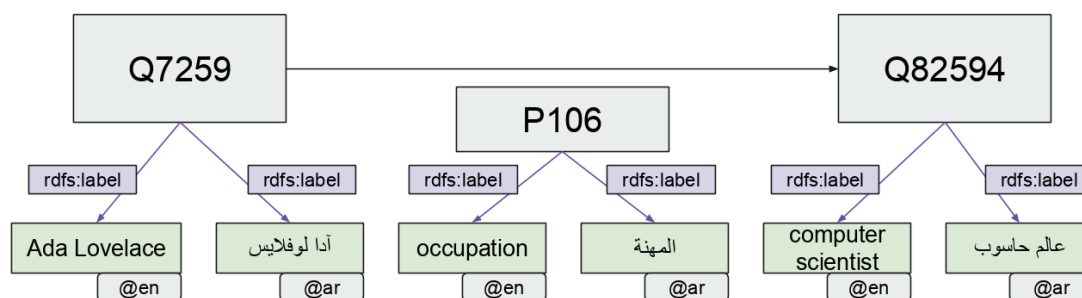 Q7259
Q82594
P106
rdfs:label
rdfs:label
rdfs:label
rdfs:label
rdfs:label
rdfs:label
Ada Lovelace
آدا لوفلايس
occupation
المهنة
computer
scientist
عالم حاسوب
@en
@ar
@en
@ar
@en
@ar